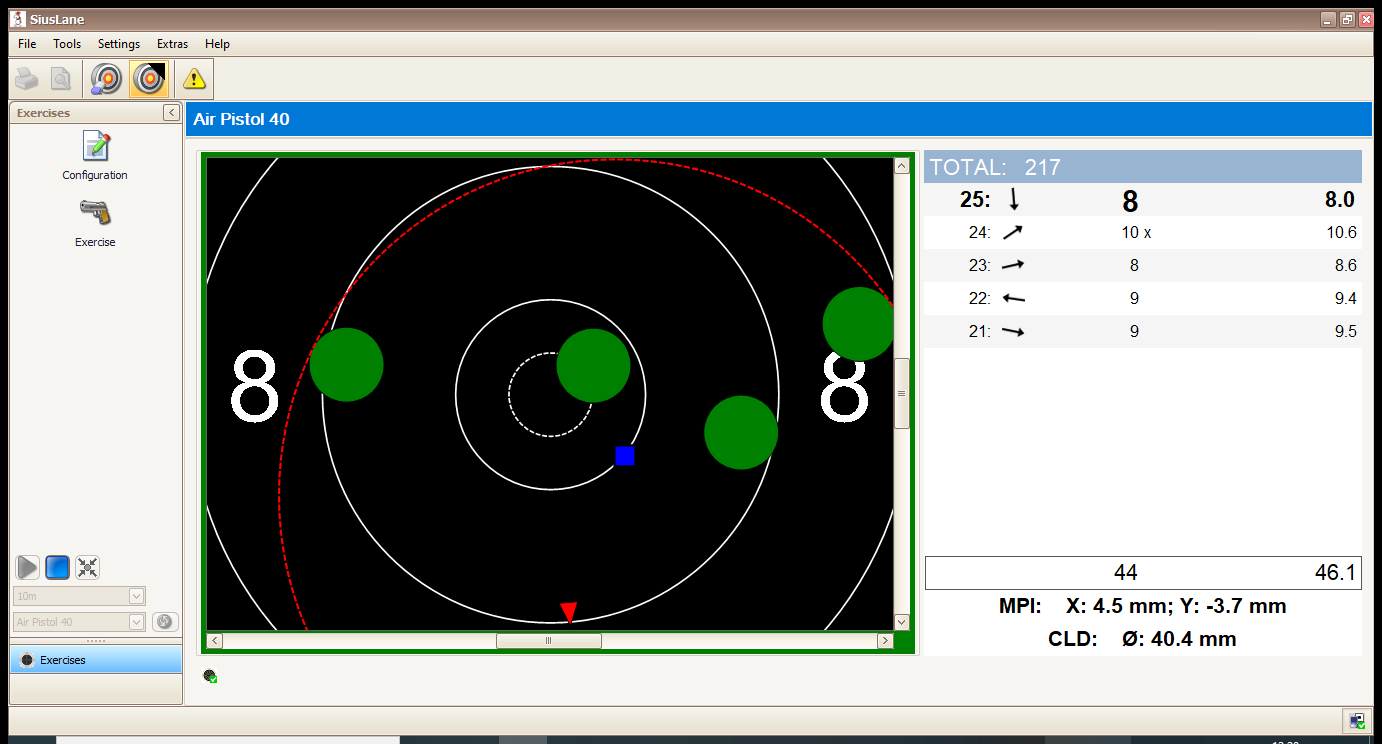 SiusLane
File Tools Settings Extras Help
Exercises
Configuration
Exercise
10m
Air Pistol 40
Exercises
Air Pistol 40
8 8
TOTAL: 217
25: 8 8.0
24: 10 x 10.6
23: 8 8.6
22: 9 9.4
21: 9 9.5
44 46.1
MPI: X: 4.5 mm; Y: -3.7 mm
CLD: Ø: 40.4 mm